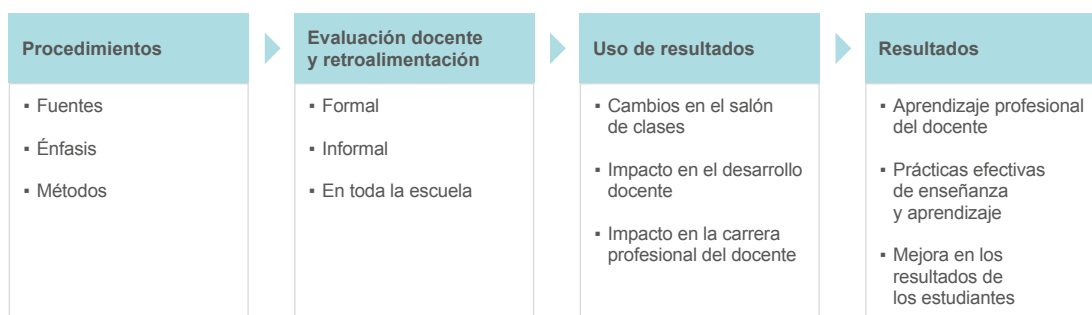 Procedimientos
▪ Fuentes
▪ Énfasis
▪ Métodos
Evaluación docente
y retroalimentación
▪ Formal
▪ Informal
▪ En toda la escuela
Uso de resultados
▪ Cambios en el salón
de clases
▪ Impacto en el desarrollo
docente
▪ Impacto en la carrera
profesional del docente
Resultados
▪ Aprendizaje profesional
del docente
▪ Prácticas efectivas
de enseñanza
y aprendizaje
▪ Mejora en los
resultados de
los estudiantes